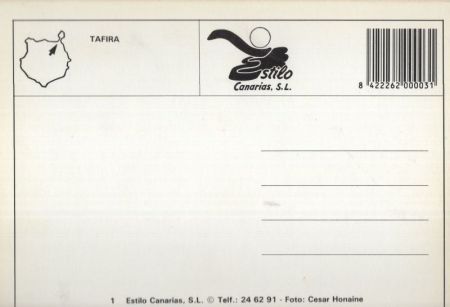 TAFIRA
Estilo
Canarias, S.L.
8 422262 000031
1 Estilo Canarias, S.L. © Telf.: 24 62 91 - Foto: Cesar Honaine